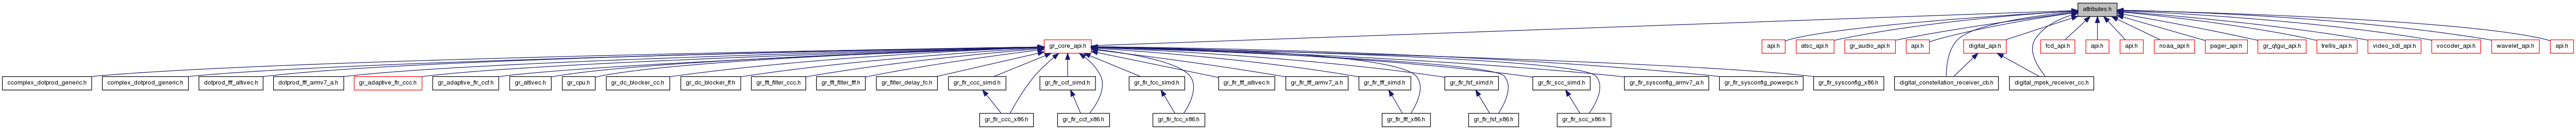 attributes.h
gr_core_api.h
api.h
atsc_api.h
gr_audio_api.h
api.h
digital_api.h
fcd_api.h
api.h
api.h
noaa_api.h
pager_api.h
gr_qtgui_api.h
trellis_api.h
video_sdl_api.h
vocoder_api.h
wavelet_api.h
api.h
ccomplex_dotprod_generic.h
complex_dotprod_generic.h
dotprod_fff_altivec.h
dotprod_fff_armv7_a.h
gr_adaptive_fir_ccc.h
gr_adaptive_fir_ccf.h
gr_altivec.h
gr_cpu.h
gr_dc_blocker_cc.h
gr_dc_blocker_ff.h
gr_fft_filter_ccc.h
gr_fft_filter_fff.h
gr_filter_delay_fc.h
gr_fir_ccc_simd.h
gr_fir_ccf_simd.h
gr_fir_fcc_simd.h
gr_fir_fff_altivec.h
gr_fir_fff_armv7_a.h
gr_fir_fff_simd.h
gr_fir_fsf_simd.h
gr_fir_scc_simd.h
gr_fir_sysconfig_armv7_a.h
gr_fir_sysconfig_powerpc.h
gr_fir_sysconfig_x86.h
digital_constellation_receiver_cb.h
digital_mpsk_receiver_cc.h
gr_fir_ccc_x86.h
gr_fir_ccf_x86.h
gr_fir_fcc_x86.h
gr_fir_fff_x86.h
gr_fir_fsf_x86.h
gr_fir_scc_x86.h